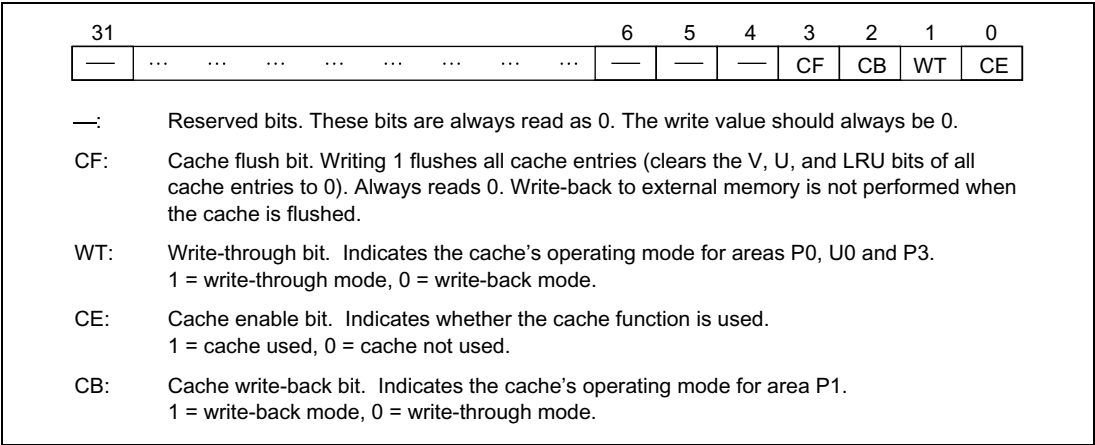 31 6 5 4 3 2 1 0
— ... ... ... ... ... ... ... ... — — — CF CB WT CE
—: Reserved bits. These bits are always read as 0. The write value should always be 0.
CF: Cache flush bit. Writing 1 flushes all cache entries (clears the V, U, and LRU bits of all
cache entries to 0). Always reads 0. Write-back to external memory is not performed when
the cache is flushed.
WT: Write-through bit. Indicates the cache's operating mode for areas P0, U0 and P3.
1 = write-through mode, 0 = write-back mode.
CE: Cache enable bit. Indicates whether the cache function is used.
1 = cache used, 0 = cache not used.
CB: Cache write-back bit. Indicates the cache's operating mode for area P1.
1 = write-back mode, 0 = write-through mode.